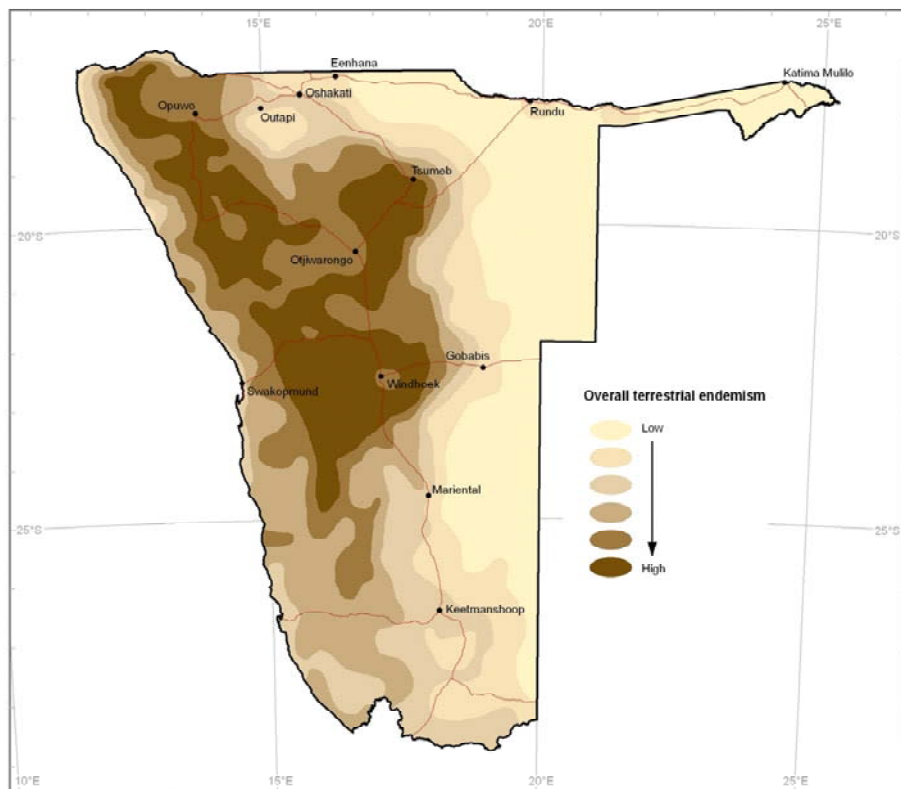 15°E
20°E
25°E
Eenhana
Katima Mulilo
Oshakati
Opuwo
Outapi
Rundu
Tsumeb
20°S
20°S
Otjiwarongo
Gobabis
Swakopmund
Windhoek
Overall terrestrial endemism
Low
High
Mariental
25°S
25°S
Keetmanshoop
10°E
15°E
20°E
25°E